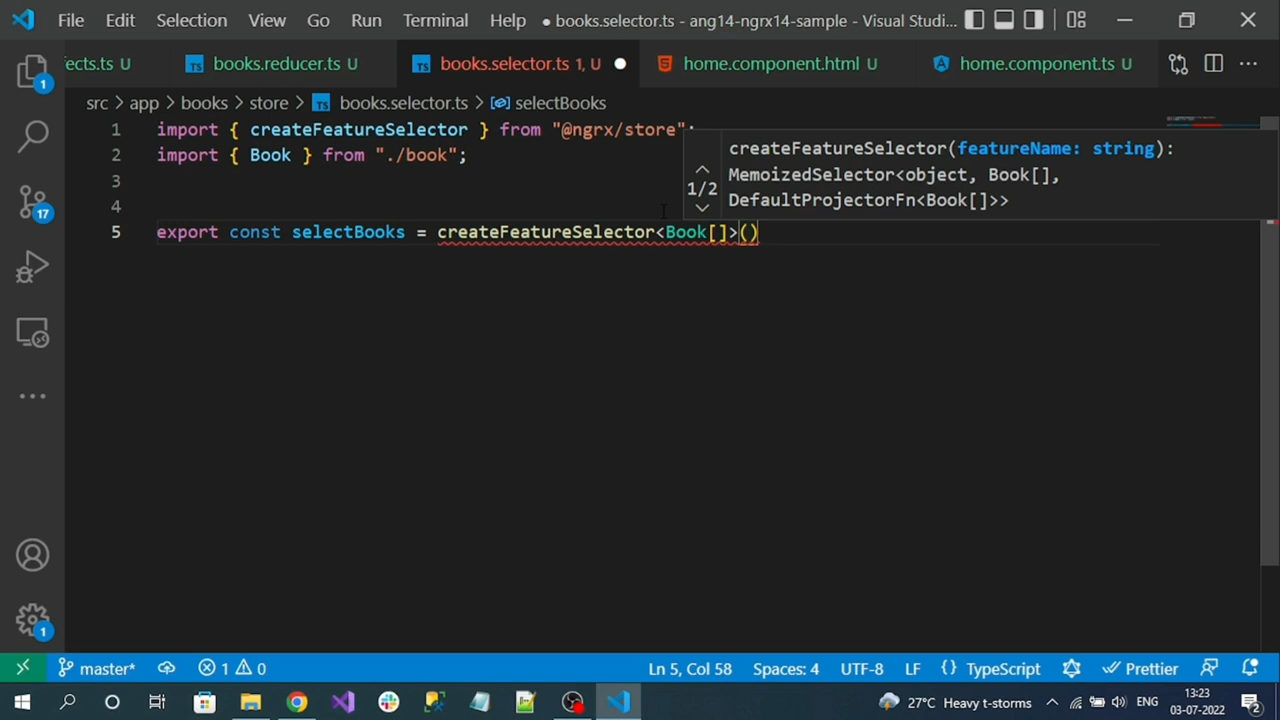 File Edit Selection View Go Run Terminal Help ● books.selector.ts - ang14-ngrx14-sample - Visual Studi...
fects.ts U books.reducer.ts U books.selector.ts 1, U home.component.html U home.component.ts U
src > app > books > store > TS books.selector.ts > selectBooks
1 import { createFeatureSelector } from "@ngrx/store";
createFeatureSelector(featureName: string):
2 import { Book } from "./book";
MemoizedSelector<object, Book[],
1/2
3
DefaultProjectorFn<Book[]>>
4
5 export const selectBooks = createFeatureSelector<Book[]>()
1
17
1
master* 1 0 Ln 5, Col 58 Spaces: 4 UTF-8 LF {} TypeScript Prettier
27°C Heavy t-storms ENG 13:23
03-07-2022 2